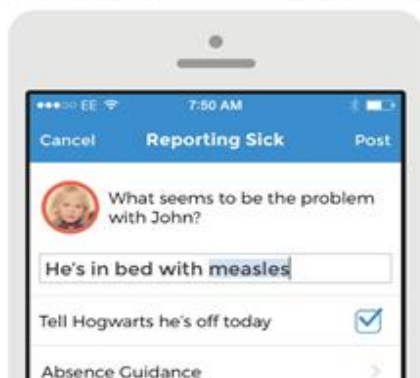 EE 7:50 AM
Cancel Reporting Sick Post
What seems to be the problem
with John?
He's in bed with measles
Tell Hogwarts he's off today
Absence Guidance